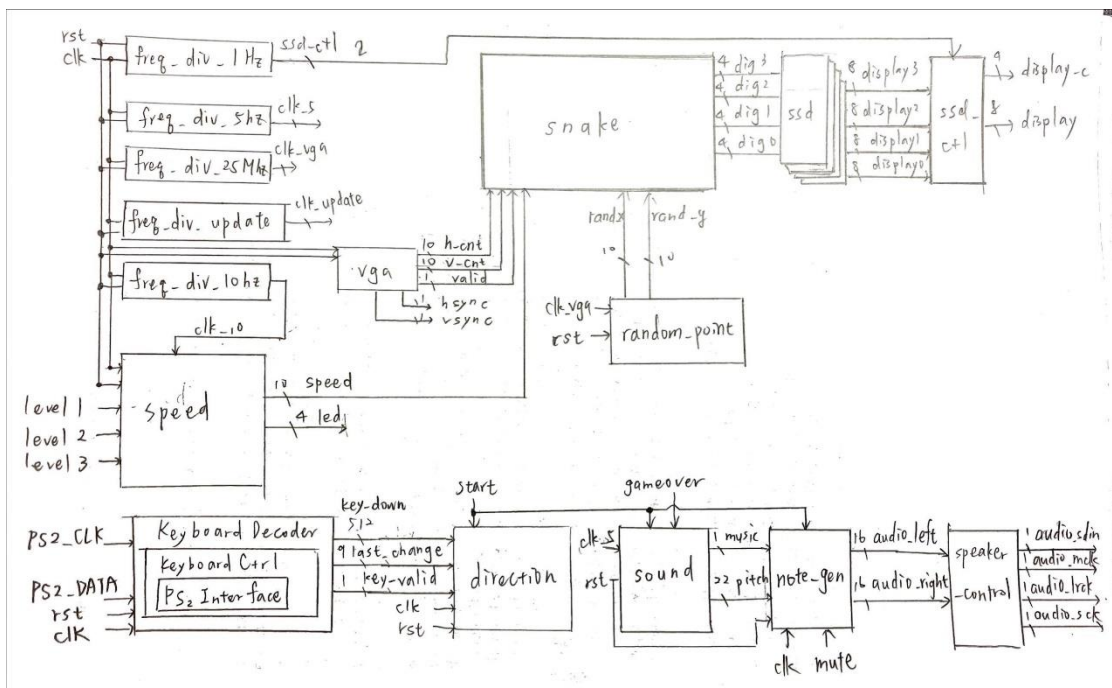 rst
clk
freq_div_1Hz
ssd_ctl 2
freq_div_5hz
clk_5
freq_div_25Mhz
clk_vga
freq_div_update
clk_update
freq_div_10hz
clk_10
vga
10 h_cnt
10 v_cnt
1 valid
1 hsync
1 vsync
snake
4 dig3
4 dig2
4 dig1
4 dig0
ssd
8 display3
8 display2
8 display1
8 display0
ssd_
ctl
display_c
8 display
randx
rand_y
10
10
clk_vga
rst
random_point
level 1
level 2
level 3
speed
10 speed
4 led
PS2_CLK
PS2_DATA
rst
clk
Keyboard Decoder
Keyboard Ctrl
PS2 Interface
key_down
512
9 last_change
1 key_valid
start
clk
rst
direction
gameover
clk_5
rst
sound
1 music
22 pitch
note_gen
clk
mute
16 audio_left
16 audio_right
speaker
_control
1 audio_sdin
1 audio_mclk
1 audio_lrck
1 audio_sck